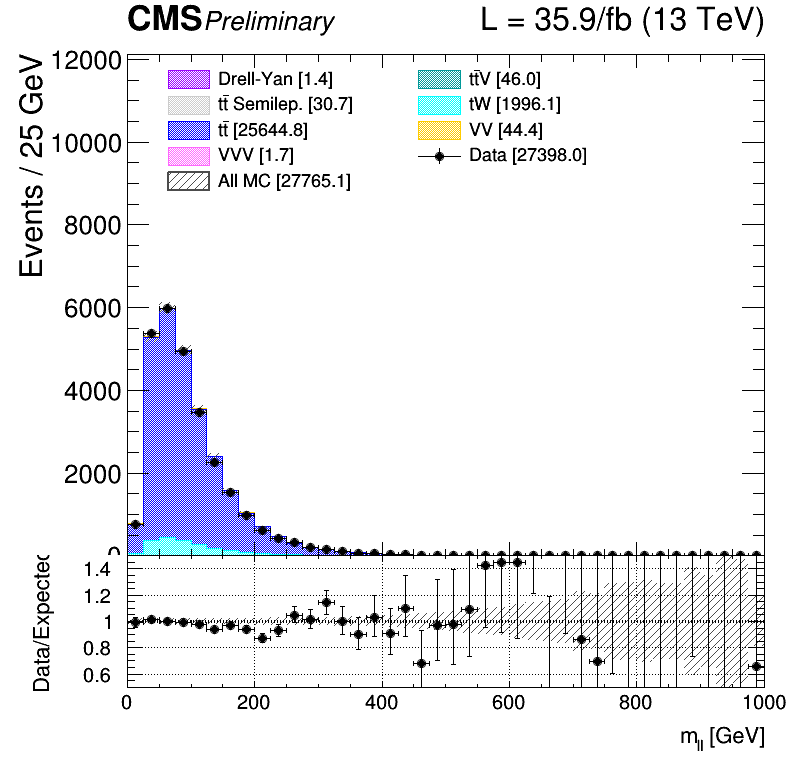 CMS Preliminary L = 35.9/fb (13 TeV)
Events / 25 GeV
12000
10000
8000
6000
4000
2000
0
Drell-Yan [1.4]
tt̄ Semilep. [30.7]
tt̄ [25644.8]
VVV [1.7]
All MC [27765.1]
tt̄V [46.0]
tW [1996.1]
VV [44.4]
Data [27398.0]
Data/Expected
1.4
1.2
1
0.8
0.6
0 200 400 600 800 1000
m_ll [GeV]